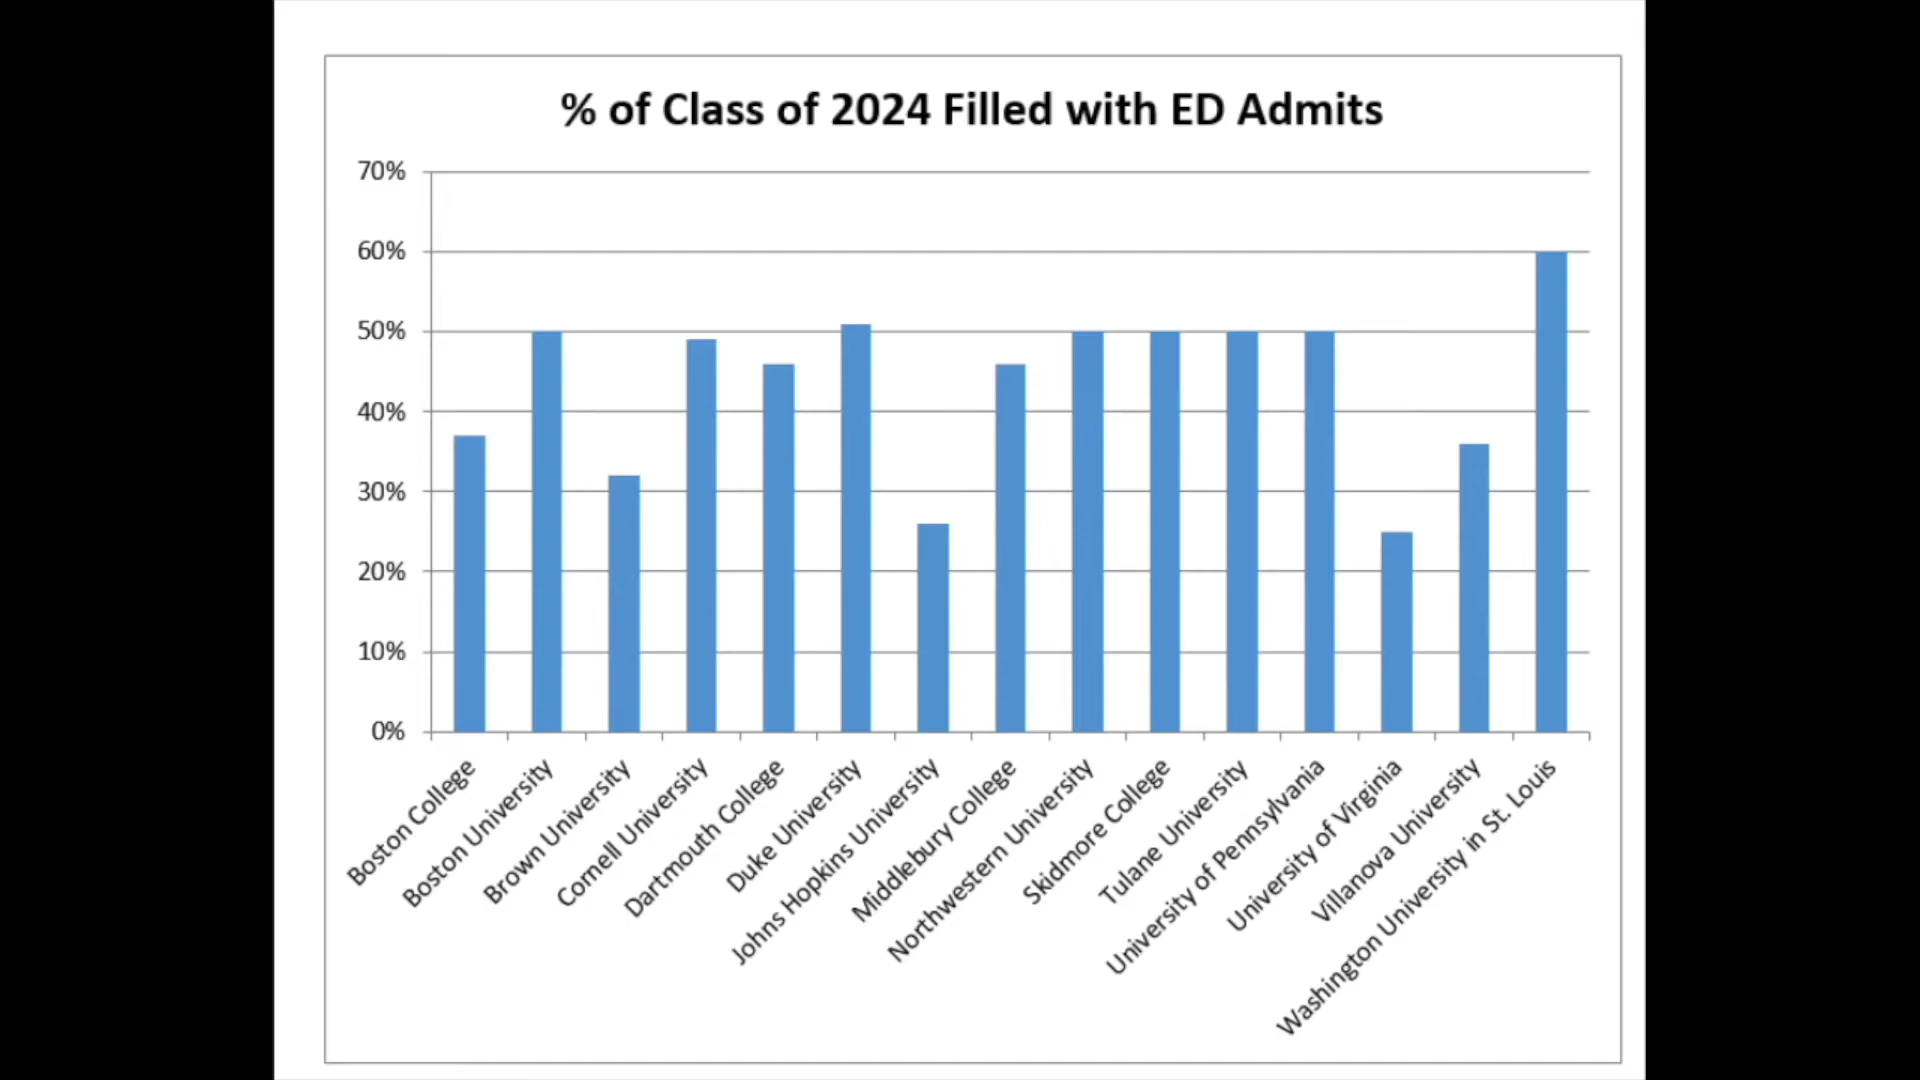 % of Class of 2024 Filled with ED Admits
70%
60%
50%
40%
30%
20%
10%
0%
Boston College
Boston University
Brown University
Cornell University
Dartmouth College
Duke University
Johns Hopkins University
Middlebury College
Northwestern University
Skidmore College
Tulane University
University of Pennsylvania
University of Virginia
Villanova University
Washington University in St. Louis